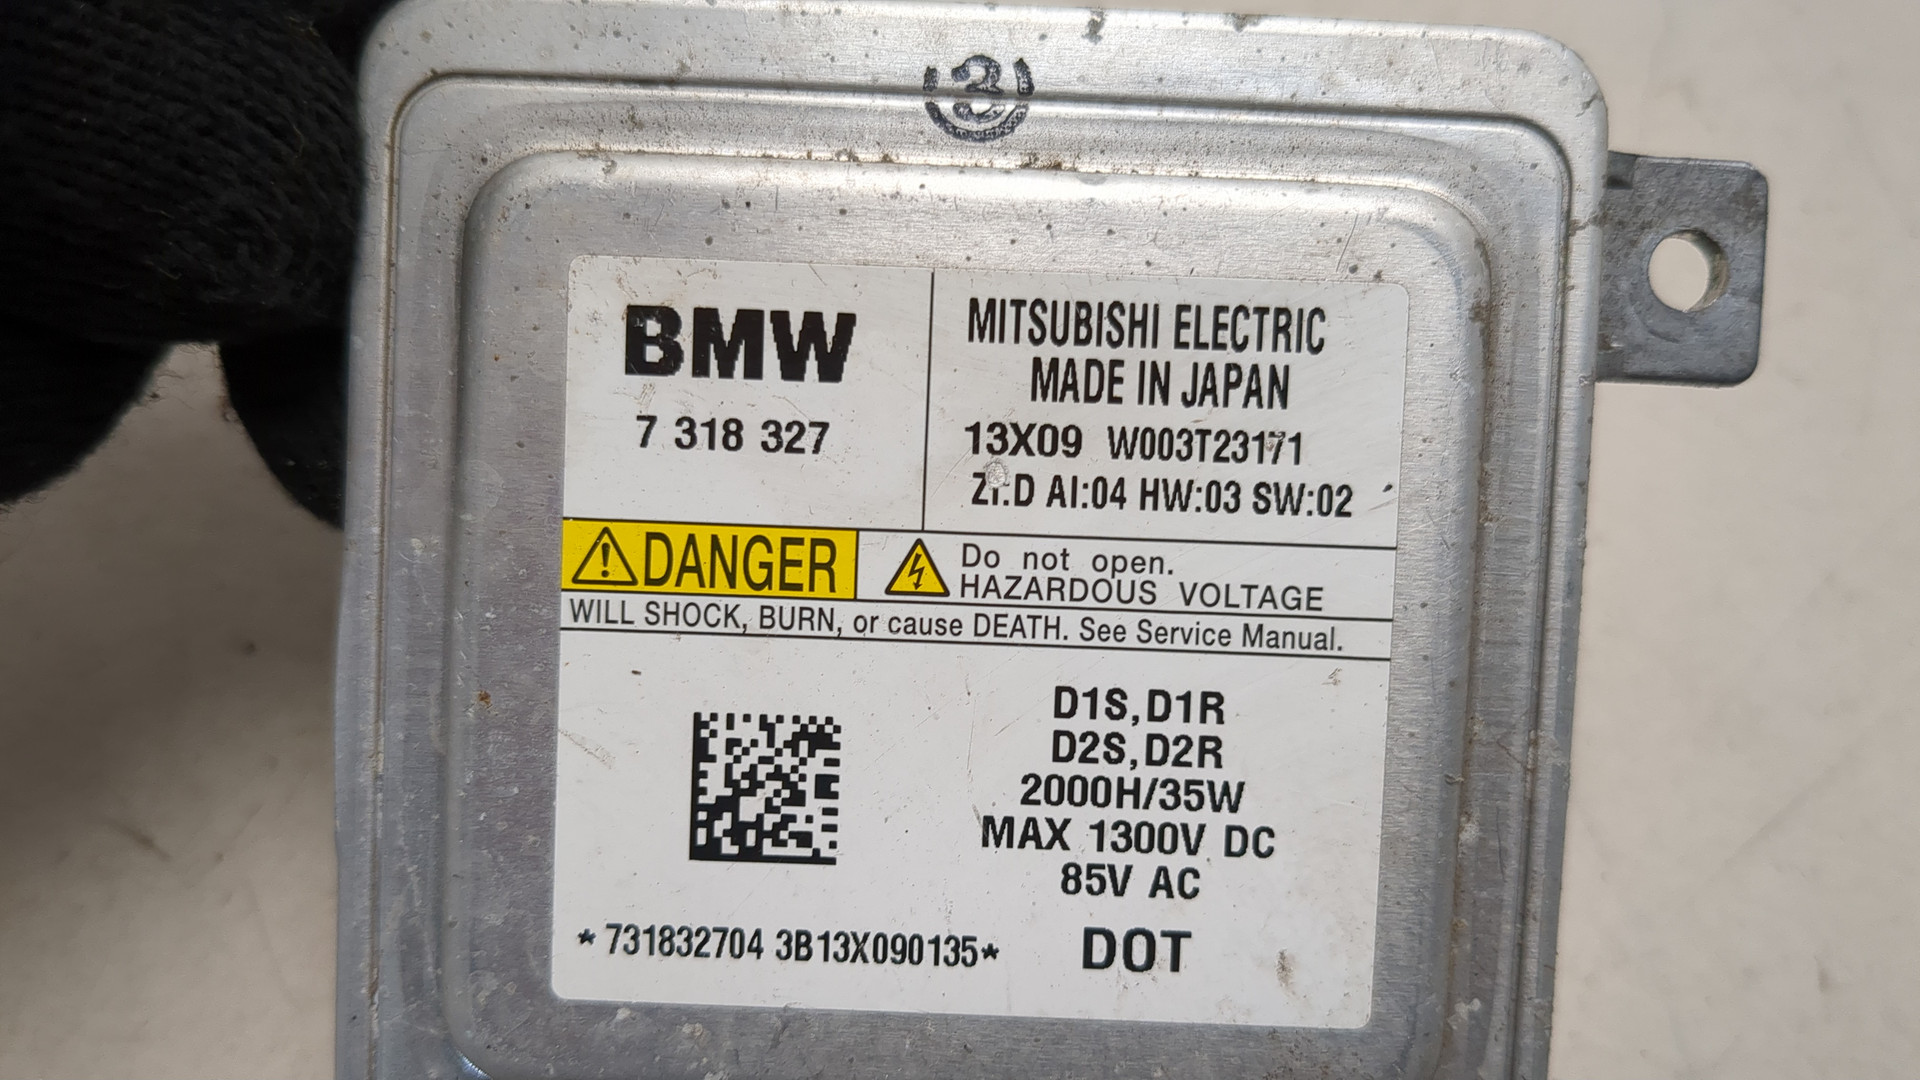 3
BMW
7 318 327
MITSUBISHI ELECTRIC
MADE IN JAPAN
13X09 W003T23171
AI:04 HW:03 SW:02
DANGER
Do not open.
HAZARDOUS VOLTAGE
WILL SHOCK, BURN, or cause DEATH. See Service Manual.
D1S,D1R
D2S,D2R
2000H/35W
MAX 1300V DC
85V AC
*731832704 3B13X090135*
DOT